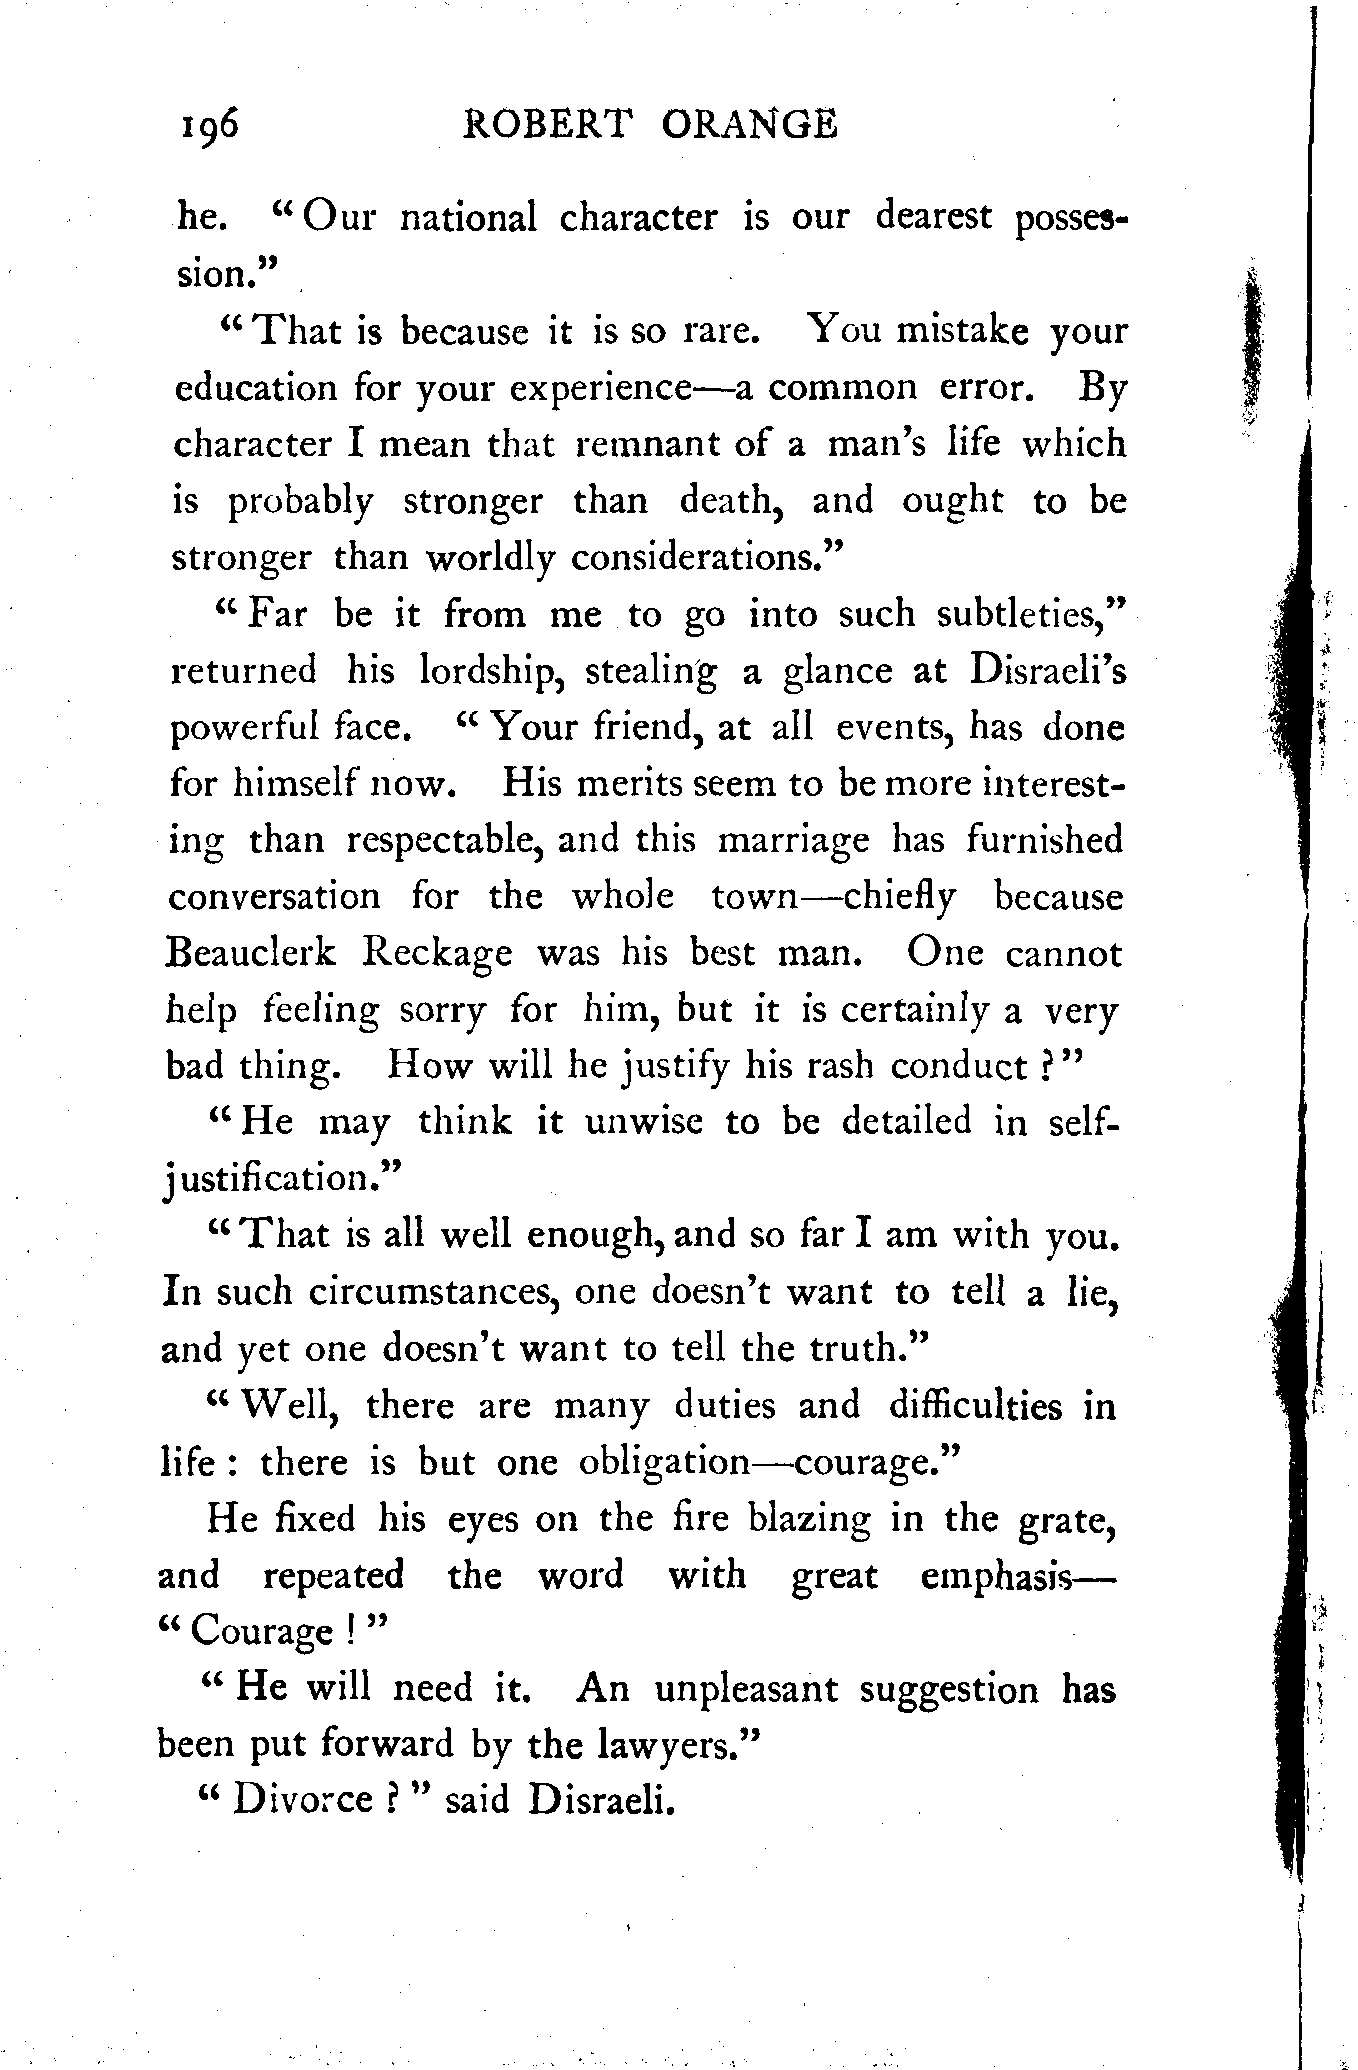 196 ROBERT ORANGE
he. “Our national character is our dearest posses-
sion.”
“That is because it is so rare. You mistake your
education for your experience—a common error. By
character I mean that remnant of a man’s life which
is probably stronger than death, and ought to be
stronger than worldly considerations.”
“Far be it from me to go into such subtleties,”
returned his lordship, stealing a glance at Disraeli’s
powerful face. “Your friend, at all events, has done
for himself now. His merits seem to be more interest-
ing than respectable, and this marriage has furnished
conversation for the whole town—chiefly because
Beauclerk Reckage was his best man. One cannot
help feeling sorry for him, but it is certainly a very
bad thing. How will he justify his rash conduct ?”
“He may think it unwise to be detailed in self-
justification.”
“That is all well enough, and so far I am with you.
In such circumstances, one doesn’t want to tell a lie,
and yet one doesn’t want to tell the truth.”
“Well, there are many duties and difficulties in
life : there is but one obligation—courage.”
He fixed his eyes on the fire blazing in the grate,
and repeated the word with great emphasis—
“Courage !”
“He will need it. An unpleasant suggestion has
been put forward by the lawyers.”
“Divorce ?” said Disraeli.